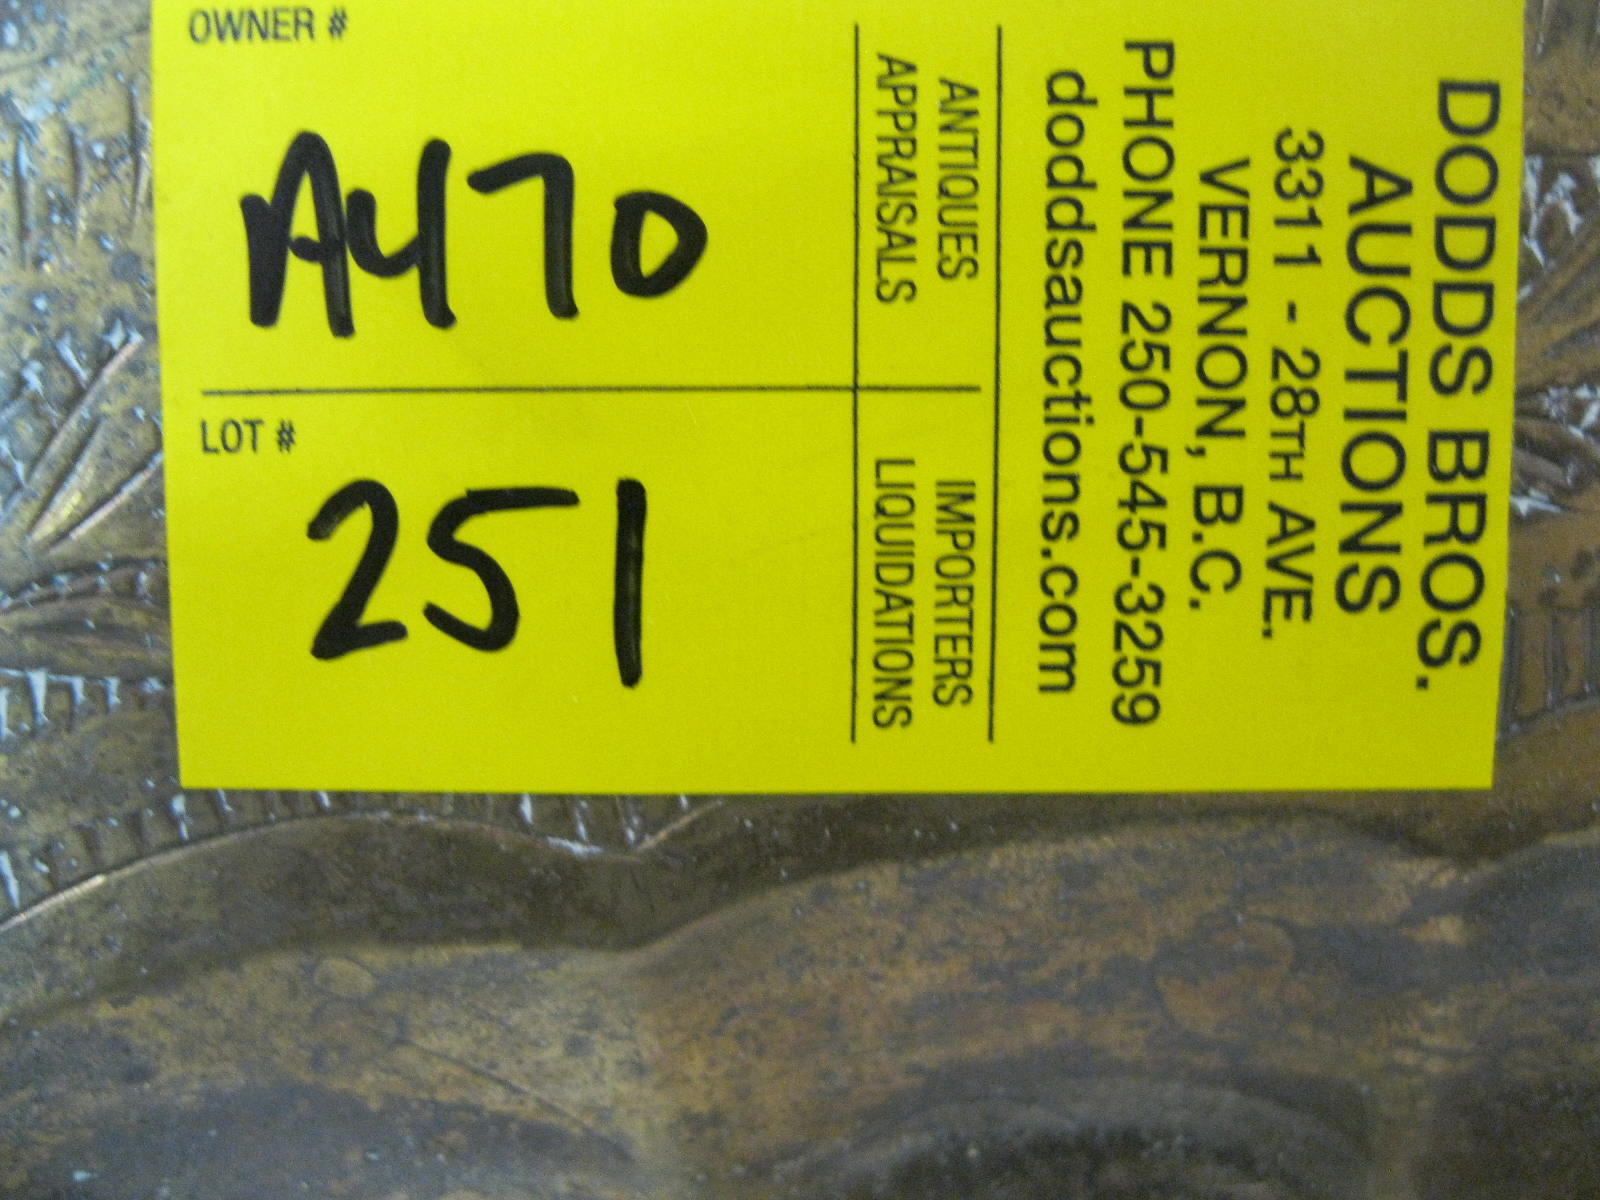 OWNER #
A470
LOT #
251
DODDS BROS.
AUCTIONS
3311 - 28TH AVE.
VERNON, B.C.
PHONE 250-545-3259
doddsauctions.com
ANTIQUES
APPRAISALS
IMPORTERS
LIQUIDATIONS